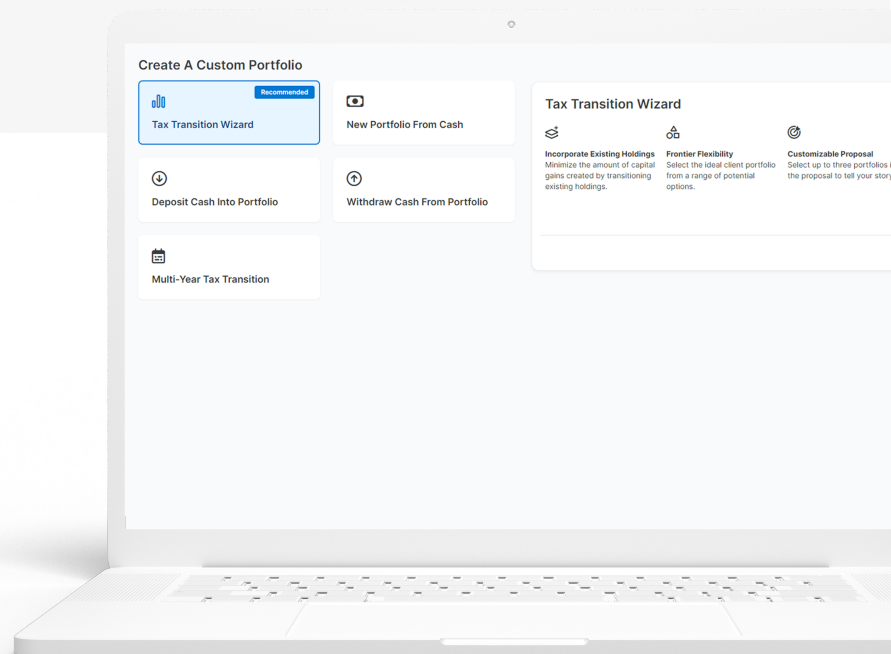 Create A Custom Portfolio
Recommended
Tax Transition Wizard
New Portfolio From Cash
Deposit Cash Into Portfolio
Withdraw Cash From Portfolio
Multi-Year Tax Transition
Tax Transition Wizard
Incorporate Existing Holdings
Minimize the amount of capital
gains created by transitioning
existing holdings.
Frontier Flexibility
Select the ideal client portfolio
from a range of potential
options.
Customizable Proposal
Select up to three portfolios
the proposal to tell your story